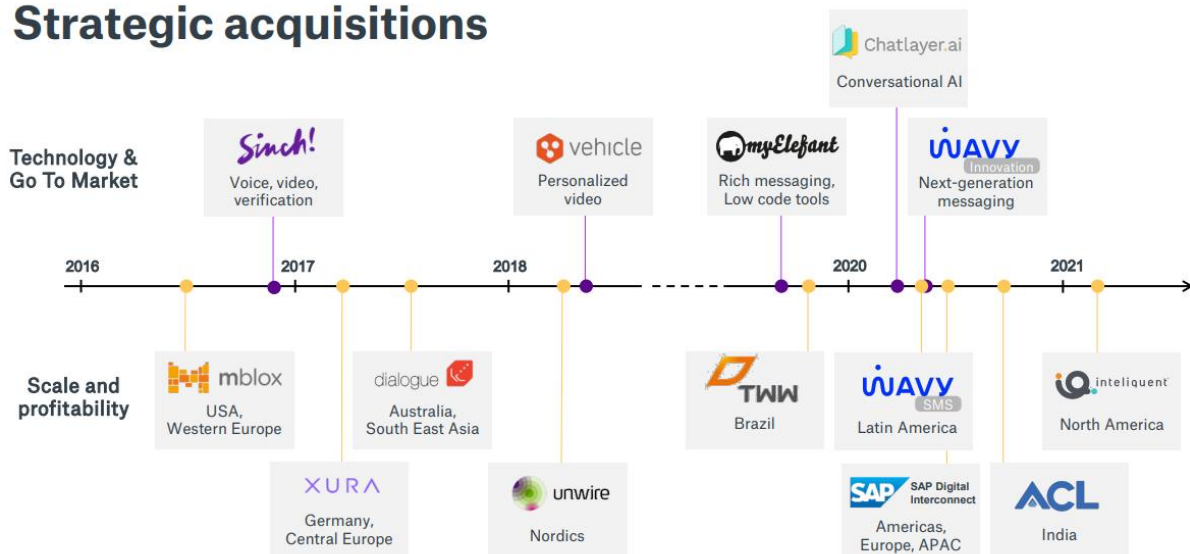 Strategic acquisitions
Chatlayer.ai
Conversational AI
Technology &
Go To Market
Sinch!
Voice, video,
verification
vehicle
Personalized
video
myElefant
Rich messaging,
Low code tools
WAVY
Innovation
Next-generation
messaging
2016
2017
2018
2020
2021
Scale and
profitability
mblox
USA,
Western Europe
dialogue
Australia,
South East Asia
TWW
Brazil
WAVY
SMS
Latin America
iQ inteliquent
North America
XURA
Germany,
Central Europe
unwire
Nordics
SAP
SAP Digital
Interconnect
Americas,
Europe, APAC
ACL
India